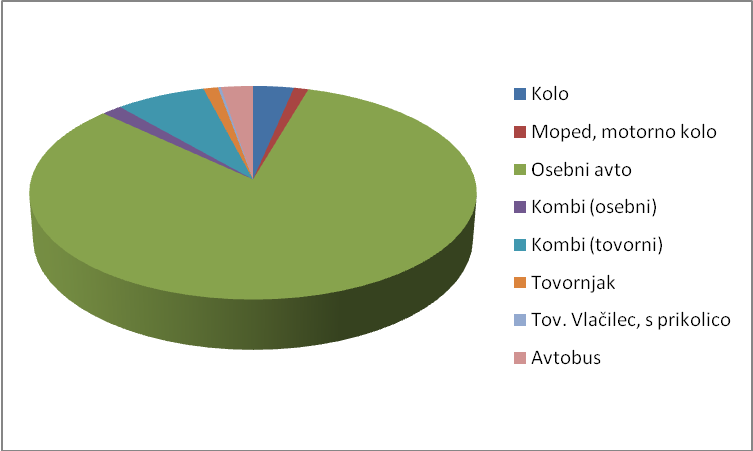 Kolo
Moped, motorno kolo
Osebni avto
Kombi (osebni)
Kombi (tovorni)
Tovornjak
Tov. Vlačilec, s prikolico
Avtobus